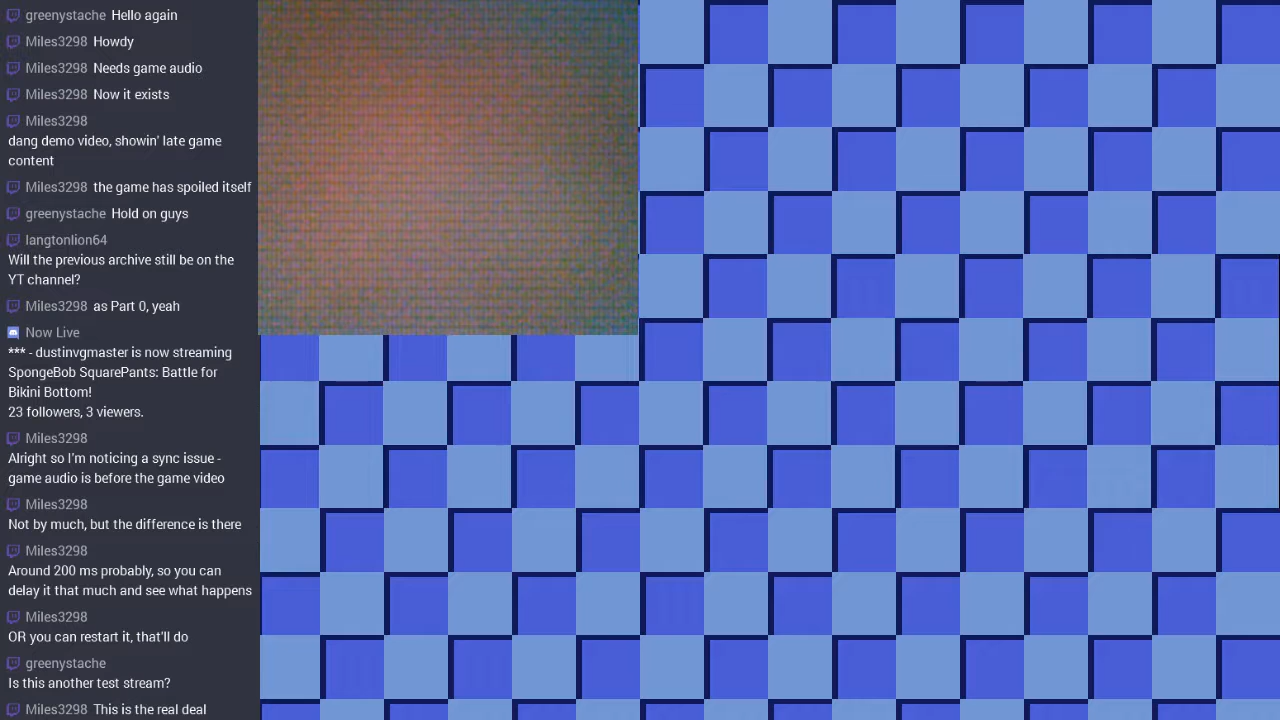 greenystache Hello again
Miles3298 Howdy
Miles3298 Needs game audio
Miles3298 Now it exists
Miles3298
dang demo video, showin' late game
content
Miles3298 the game has spoiled itself
greenystache Hold on guys
langtonlion64
Will the previous archive still be on the
YT channel?
Miles3298 as Part 0, yeah
Now Live
*** - dustinvgmaster is now streaming
SpongeBob SquarePants: Battle for
Bikini Bottom!
23 followers, 3 viewers.
Miles3298
Alright so I'm noticing a sync issue -
game audio is before the game video
Miles3298
Not by much, but the difference is there
Miles3298
Around 200 ms probably, so you can
delay it that much and see what happens
Miles3298
OR you can restart it, that'll do
greenystache
Is this another test stream?
Miles3298 This is the real deal